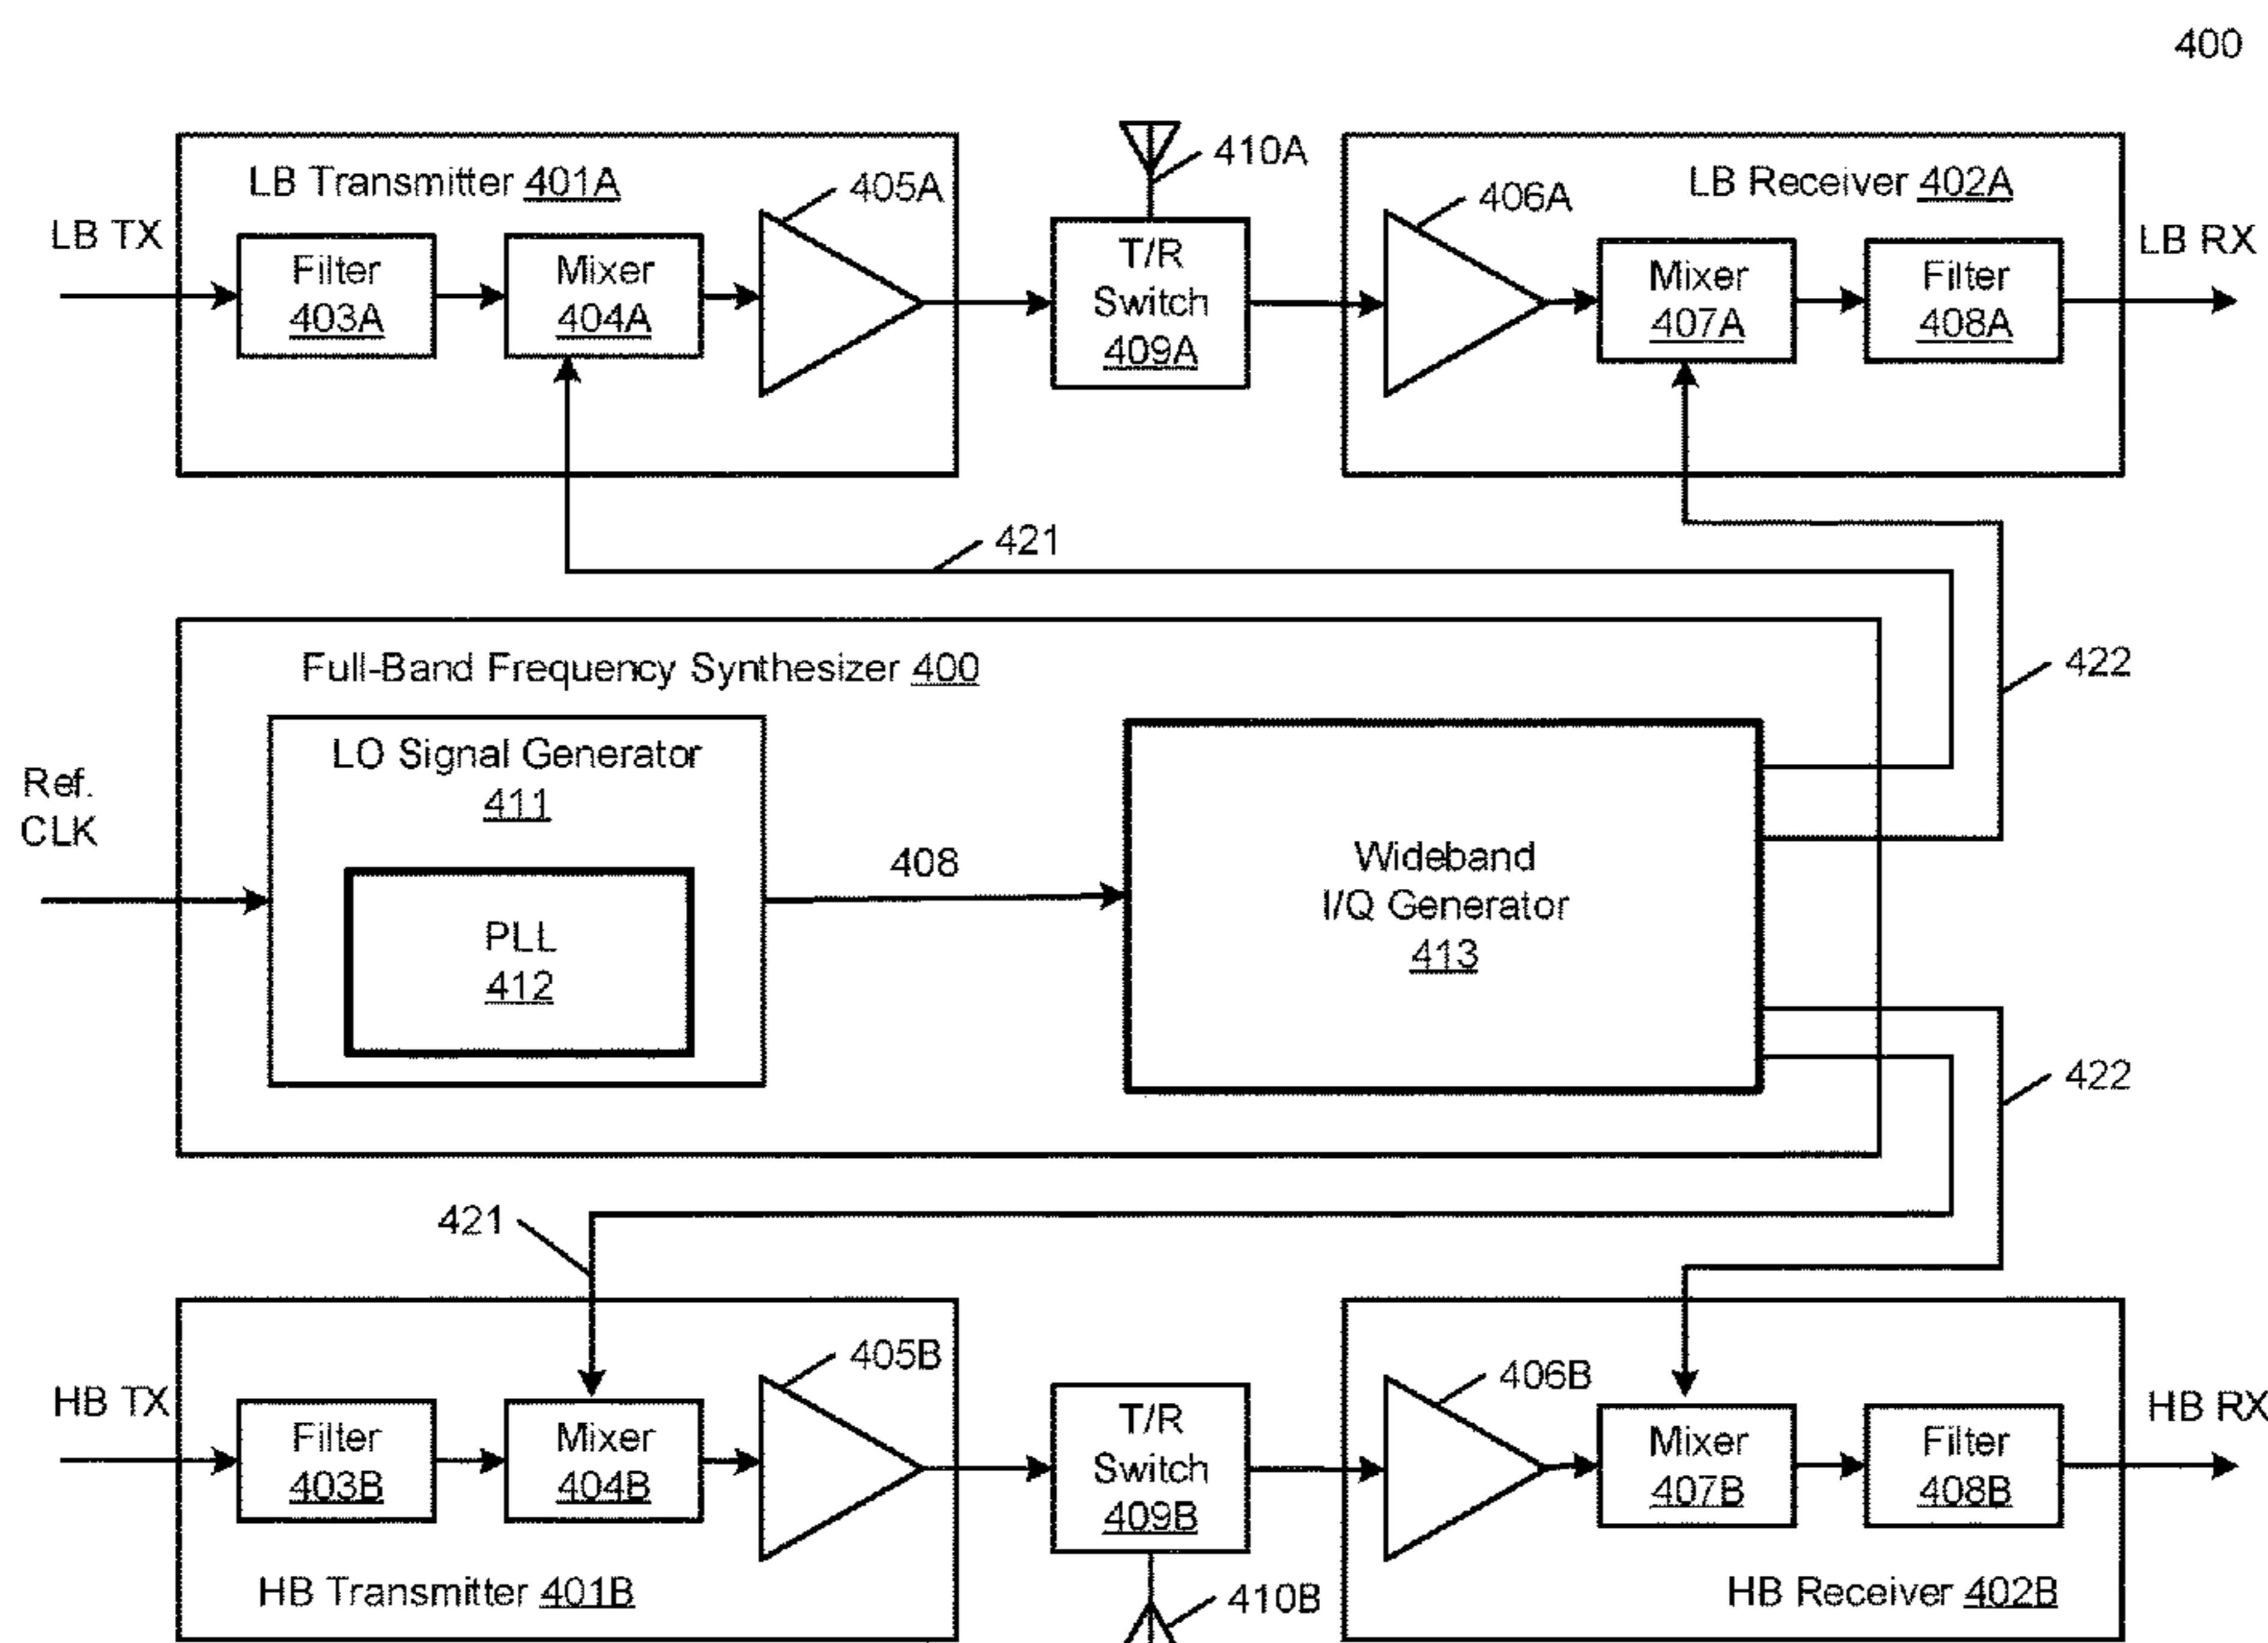 400
LB Transmitter 401A
405A
410A
406A
LB Receiver 402A
LB TX
Filter
403A
Mixer
404A
T/R
Switch
409A
Mixer
407A
Filter
408A
LB RX
421
422
Full-Band Frequency Synthesizer 400
LO Signal Generator
411
Ref.
CLK
PLL
412
408
Wideband
I/Q Generator
413
422
421
405B
406B
HB TX
Filter
403B
Mixer
404B
T/R
Switch
409B
Mixer
407B
Filter
408B
HB RX
HB Transmitter 401B
410B
HB Receiver 402B